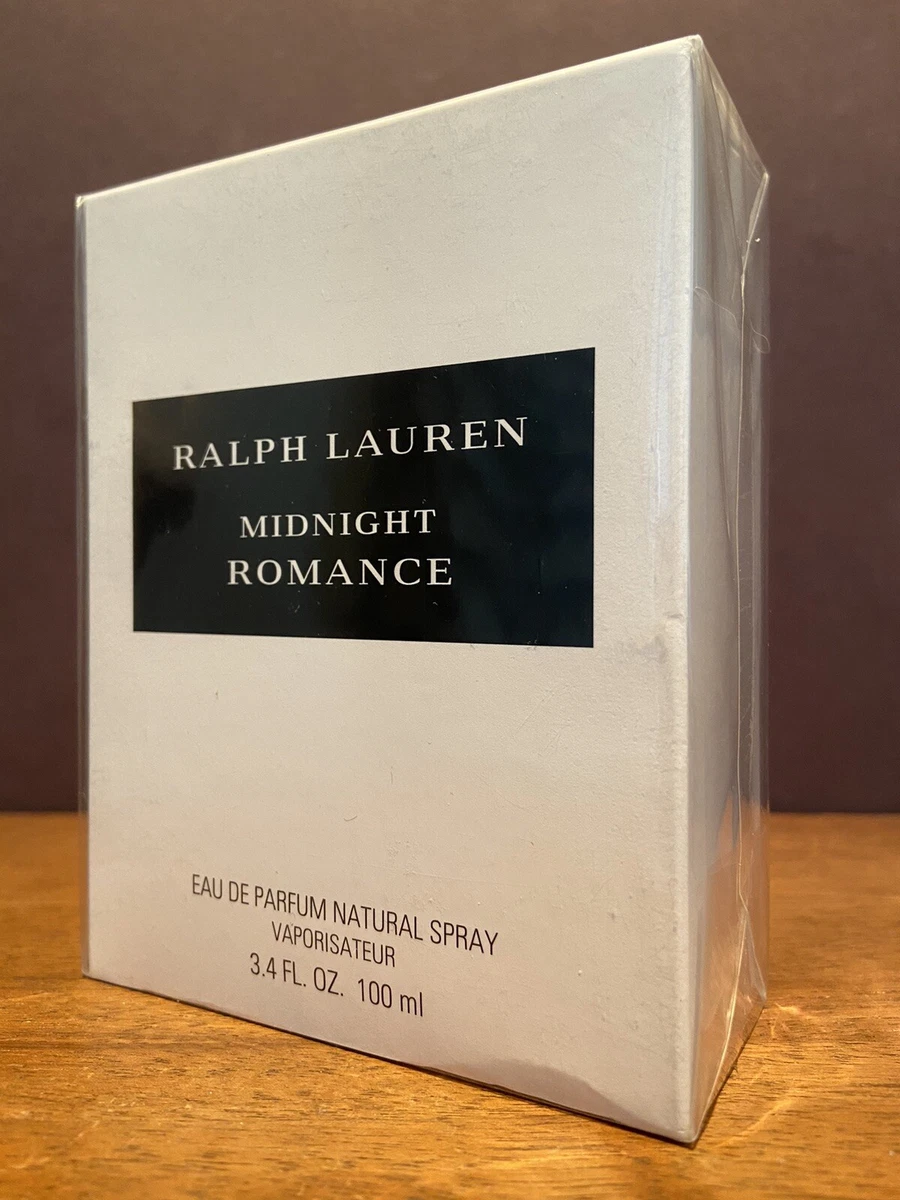 RALPH LAUREN
MIDNIGHT
ROMANCE
EAU DE PARFUM NATURAL SPRAY
VAPORISATEUR
3.4 FL. OZ. 100 ml